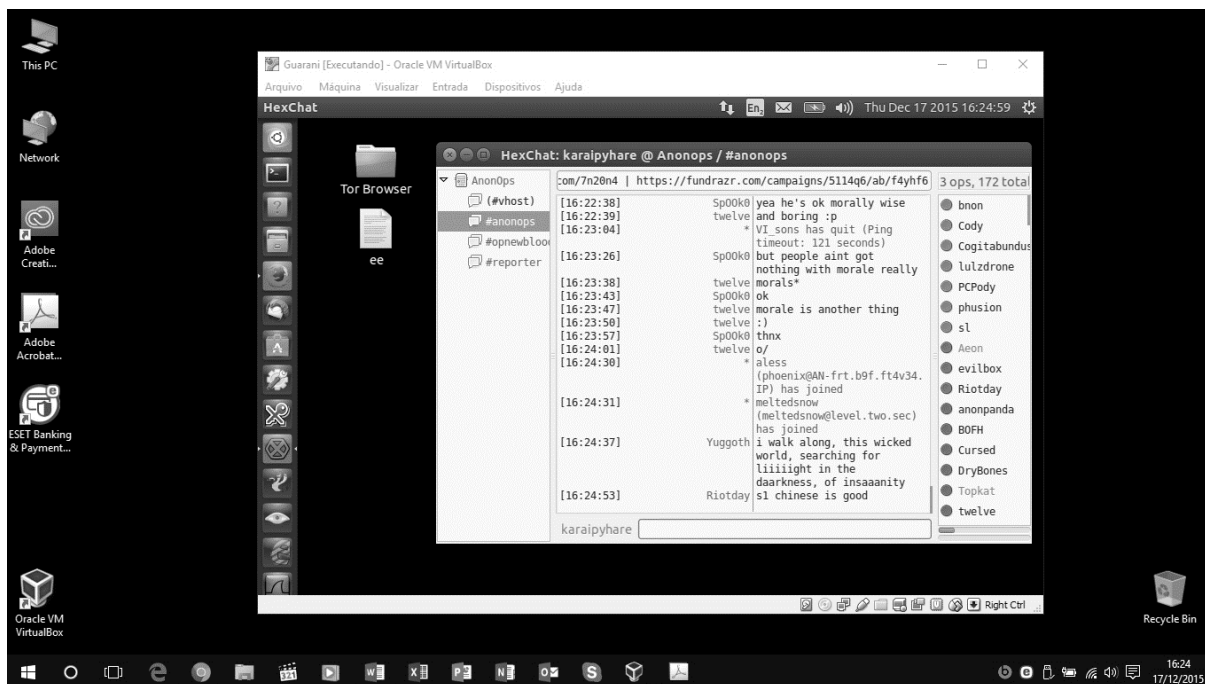 This PC
Network
Adobe
Creati...
Adobe
Acrobat...
ESET Banking
& Payment...
Oracle VM
VirtualBox
Recycle Bin
Guarani [Executando] - Oracle VM VirtualBox
Arquivo Máquina Visualizar Entrada Dispositivos Ajuda
HexChat
En2 Thu Dec 17 2015 16:24:59
Tor Browser
ee
HexChat: karaipyhare @ Anonops / #anonops
AnonOps
(#vhost)
#anonops
#opnewbloo
#reporter
com/7n20n4 | https://fundrazr.com/campaigns/5114q6/ab/f4yhf6
3 ops, 172 total
[16:22:38] Sp00k0 yea he's ok morally wise
[16:22:39] twelve and boring :p
[16:23:04] * VI_sons has quit (Ping
timeout: 121 seconds)
[16:23:26] Sp00k0 but people aint got
nothing with morale really
[16:23:38] twelve morals*
[16:23:43] Sp00k0 ok
[16:23:47] twelve morale is another thing
[16:23:50] twelve :)
[16:23:57] Sp00k0 thnx
[16:24:01] twelve o/
[16:24:30] * aless
(phoenix@AN-frt.b9f.ft4v34.
IP) has joined
[16:24:31] * meltedsnow
(meltedsnow@level.two.sec)
has joined
[16:24:37] Yuggoth i walk along, this wicked
world, searching for
liiiiight in the
daarkness, of insaaanity
[16:24:53] Riotday s1 chinese is good
karaipyhare
bnon
Cody
Cogitabundus
lulzdrone
PCPody
phusion
sl
Aeon
evilbox
Riotday
anonpanda
BOFH
Cursed
DryBones
Topkat
twelve
Right Ctrl
321
16:24
17/12/2015